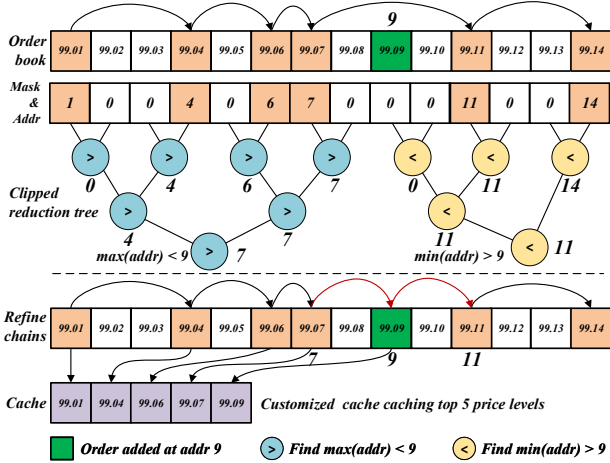 9
Order book 99.01 99.02 99.03 99.04 99.05 99.06 99.07 99.08 99.09 99.10 99.11 99.12 99.13 99.14
Mask & Addr 1 0 0 4 0 6 7 0 0 0 11 0 0 14
> > > > < < <
0 4 6 7 0 11 14
Clipped reduction tree
> > < 
4 7 11
> <
7 11
max(addr) < 9 min(addr) > 9
Refine chains 99.01 99.02 99.03 99.04 99.05 99.06 99.07 99.08 99.09 99.10 99.11 99.12 99.13 99.14
7 9 11
Cache 99.01 99.04 99.06 99.07 99.09 Customized cache caching top 5 price levels
Order added at addr 9 > Find max(addr) < 9 < Find min(addr) > 9